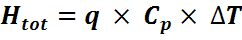 H_tot = q × C_p × ΔT